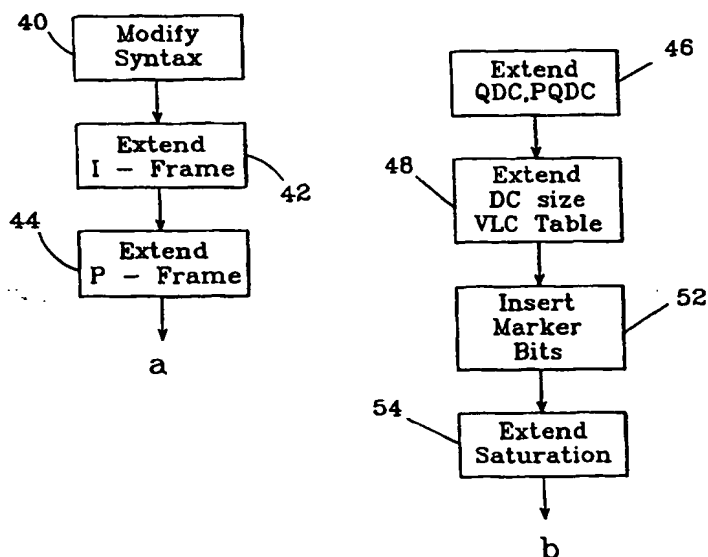 40
Modify
Syntax
Extend
I - Frame
42
44
Extend
P - Frame
a
46
Extend
QDC,PQDC
48
Extend
DC size
VLC Table
Insert
Marker
Bits
52
54
Extend
Saturation
b